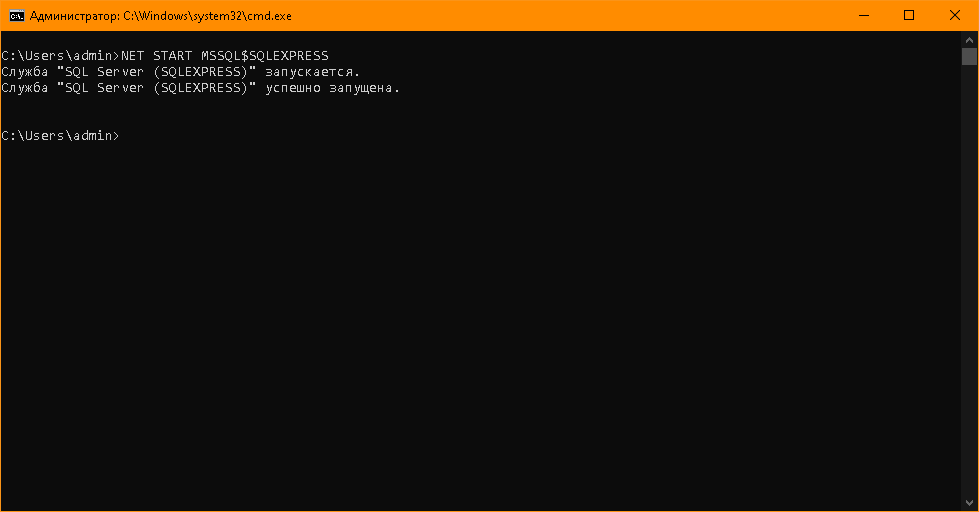 Администратор: C:\Windows\system32\cmd.exe
C:\Users\admin>NET START MSSQL$SQLEXPRESS
Служба "SQL Server (SQLEXPRESS)" запускается.
Служба "SQL Server (SQLEXPRESS)" успешно запущена.
C:\Users\admin>